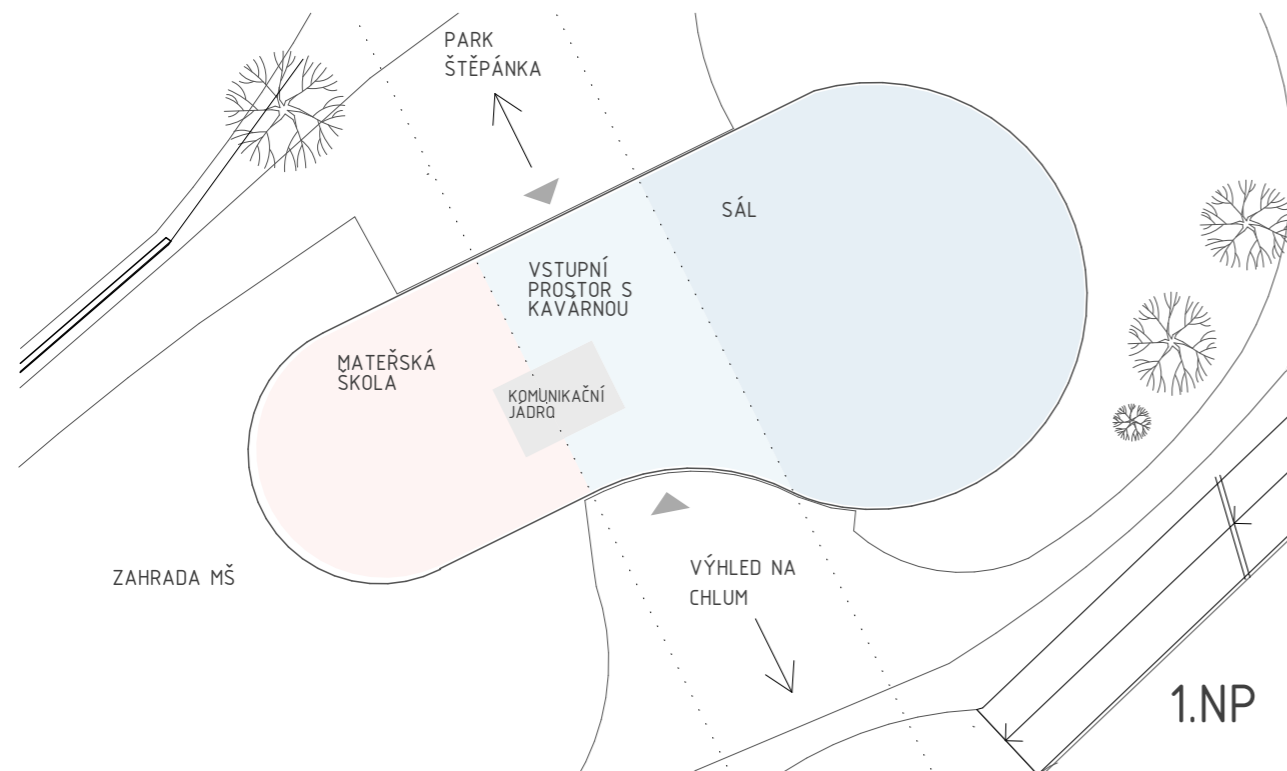 PARK
ŠTĚPÁNKA
SÁL
VSTUPNÍ
PROSTOR S
KAVÁRNOU
MATEŘSKÁ
ŠKOLA
KOMUNIKAČNÍ
JÁDRO
ZAHRADA MŠ
VÝHLED NA
CHLUM
1.NP